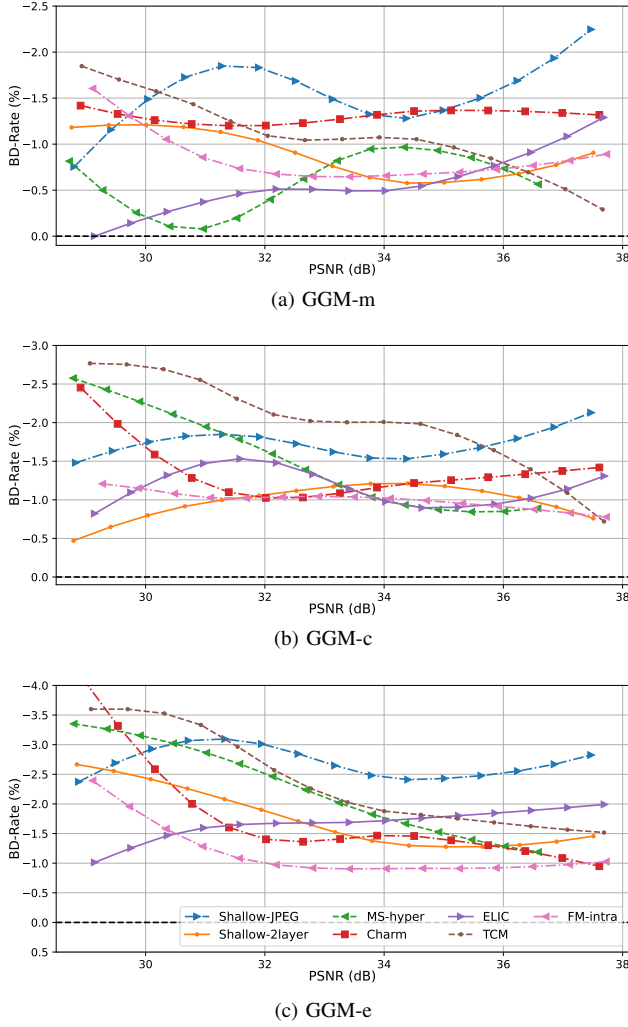 −2.5
−2.0
−1.5
−1.0
−0.5
0.0
BD-Rate (%)
30 32 34 36 38
PSNR (dB)
(a) GGM-m
−3.0
−2.5
−2.0
−1.5
−1.0
−0.5
0.0
BD-Rate (%)
30 32 34 36 38
PSNR (dB)
(b) GGM-c
−4.0
−3.5
−3.0
−2.5
−2.0
−1.5
−1.0
−0.5
0.0
0.5
BD-Rate (%)
Shallow-JPEG MS-hyper ELIC FM-intra
Shallow-2layer Charm TCM
30 32 34 36 38
PSNR (dB)
(c) GGM-e